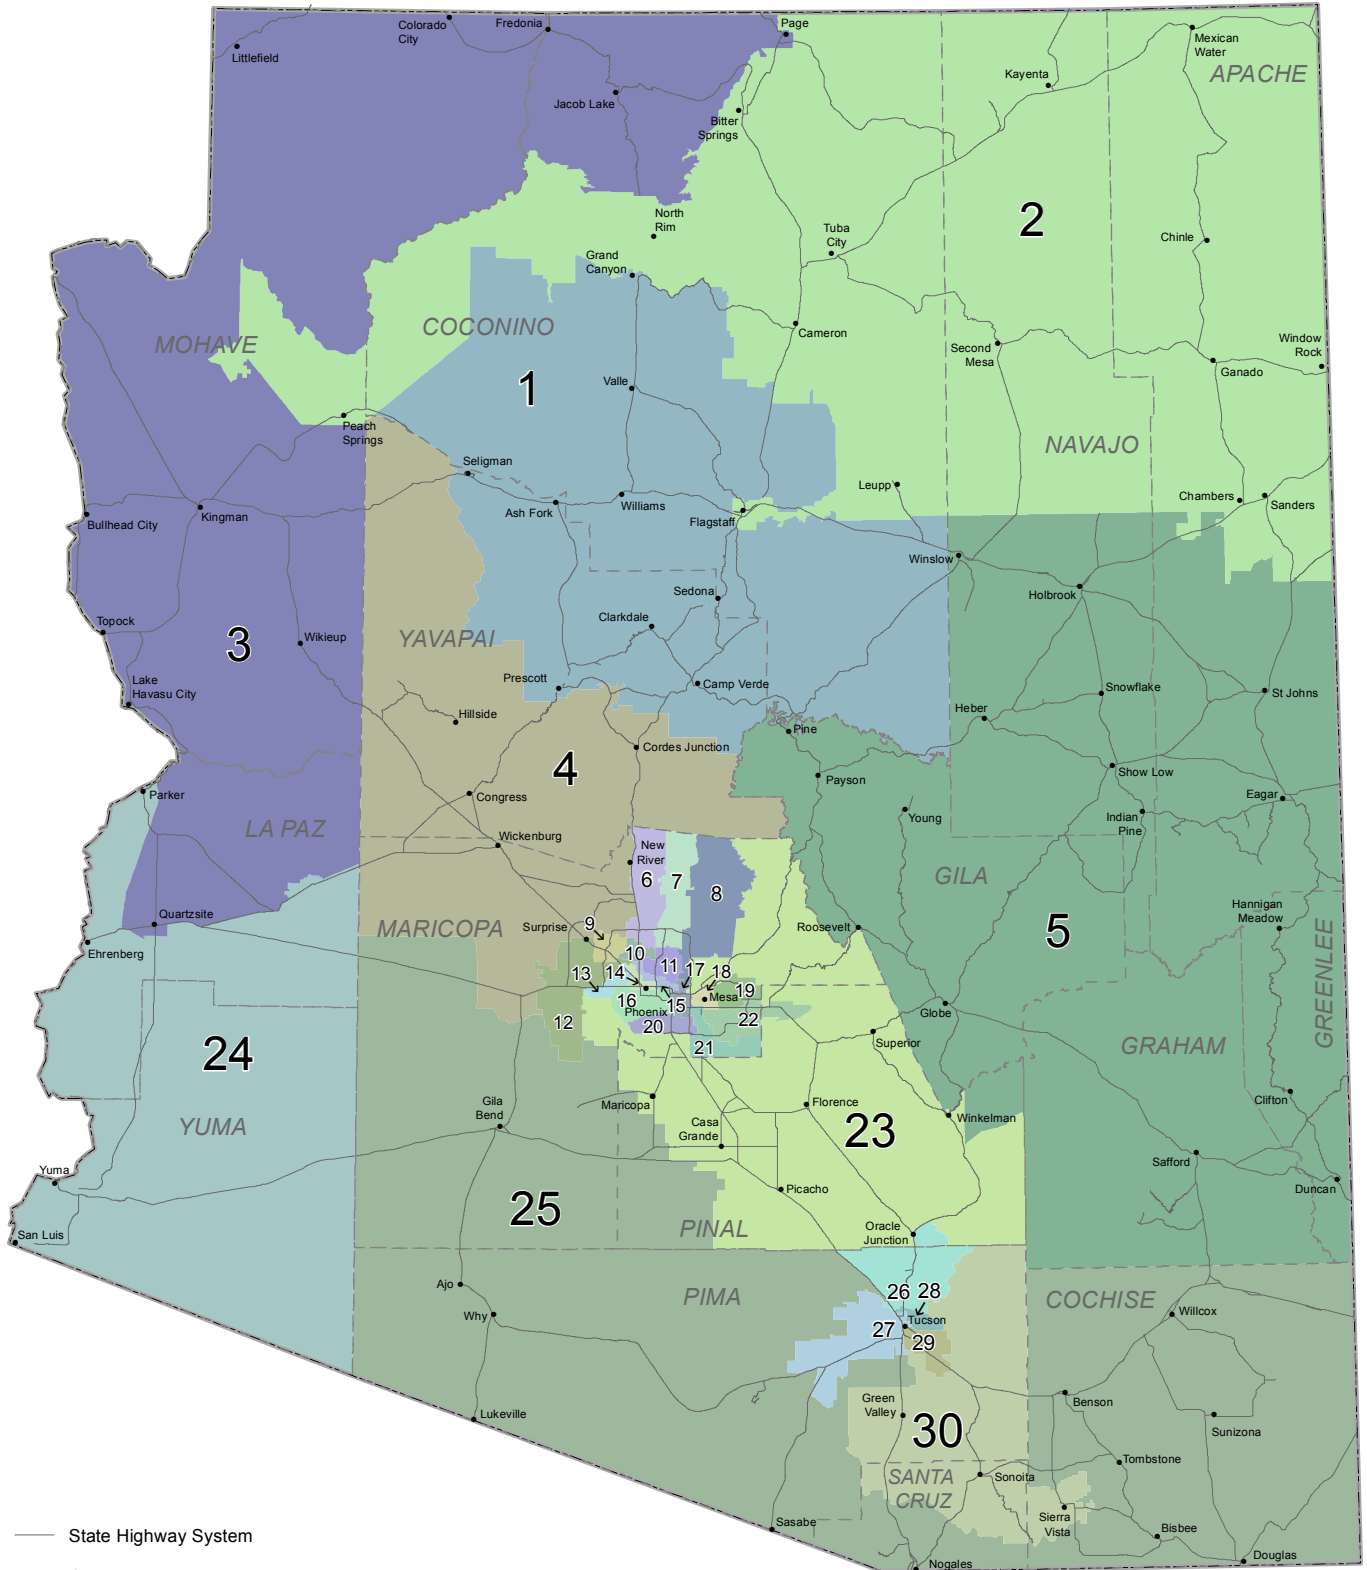 Colorado
City
Fredonia
Page
Littlefield
Mexican
Water
APACHE
Kayenta
Jacob Lake
Bitter
Springs
North
Rim
2
Tuba
City
Chinle
Grand
Canyon
MOHAVE
COCONINO
Cameron
Second
Mesa
Window
Rock
Ganado
1
Valle
Peach
Springs
NAVAJO
Seligman
Leupp
Chambers
Sanders
Bullhead City
Kingman
Ash Fork
Williams
Flagstaff
Winslow
Holbrook
Sedona
Clarkdale
Topock
3
Wikieup
YAVAPAI
Lake
Havasu City
Prescott
Camp Verde
Snowflake
St Johns
Hillside
Heber
Pine
Cordes Junction
4
Payson
Show Low
Parker
Congress
Eagar
Young
Indian
Pine
LA PAZ
Wickenburg
New
River
6
7
8
GILA
Quartzsite
MARICOPA
Surprise
9
Roosevelt
5
Hannigan
Meadow
GREENLEE
Ehrenberg
10
11
17
18
13
14
19
Mesa
16
15
Phoenix
12
20
22
21
Globe
24
Superior
GRAHAM
Gila
Bend
Maricopa
Florence
Clifton
YUMA
Casa
Grande
23
Winkelman
Safford
Yuma
Picacho
Duncan
25
San Luis
PINAL
Oracle
Junction
Ajo
PIMA
26
28
COCHISE
Why
Willcox
27
Tucson
29
Green
Valley
Benson
Lukeville
30
Sunizona
Tombstone
SANTA
CRUZ
Sonoita
Sierra
Vista
Sasabe
Bisbee
State Highway System
Nogales
Douglas